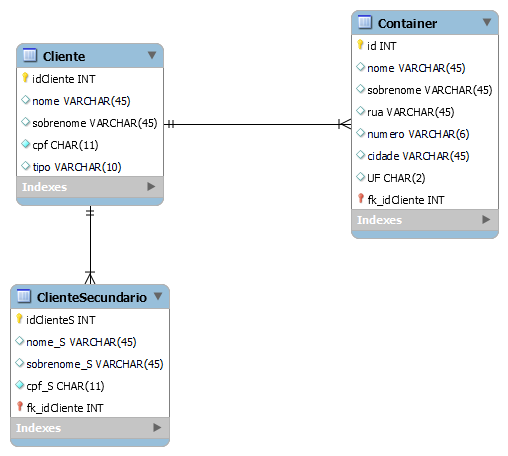 Cliente
idCliente INT
nome VARCHAR(45)
sobrenome VARCHAR(45)
cpf CHAR(11)
tipo VARCHAR(10)
Indexes
Container
id INT
nome VARCHAR(45)
sobrenome VARCHAR(45)
rua VARCHAR(45)
numero VARCHAR(6)
cidade VARCHAR(45)
UF CHAR(2)
fk_idCliente INT
Indexes
ClienteSecundario
idClienteS INT
nome_S VARCHAR(45)
sobrenome_S VARCHAR(45)
cpf_S CHAR(11)
fk_idCliente INT
Indexes